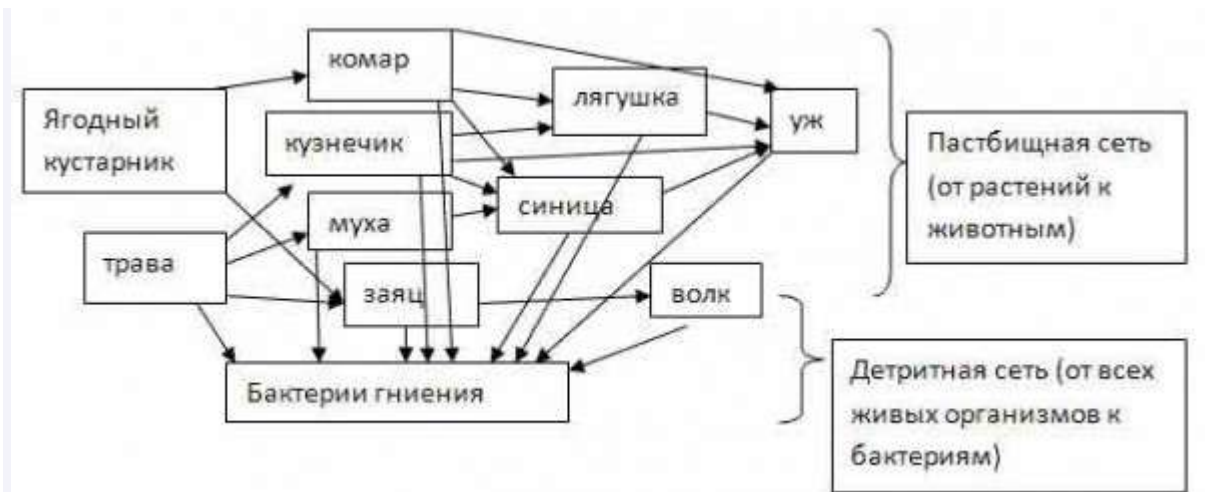 комар
лягушка
уж
Ягодный
кустарник
кузнечик
Пастбищная сеть
(от растений к
животным)
синица
муха
трава
заяц
волк
Бактерии гниения
Детритная сеть (от всех
живых организмов к
бактериям)